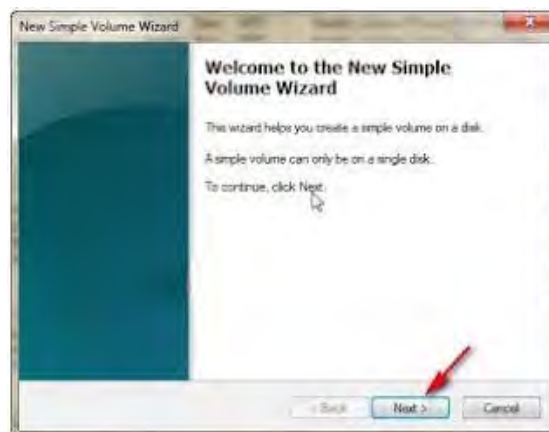 New Simple Volume Wizard
Welcome to the New Simple
Volume Wizard
This wizard helps you create a simple volume on a disk.
A simple volume can only be on a single disk.
To continue, click Next.
< Back
Next >
Cancel